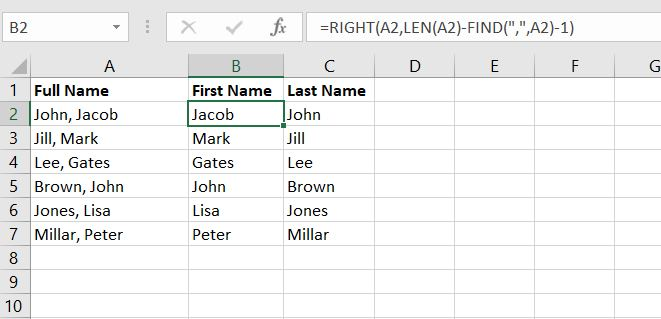 B2 fx =RIGHT(A2,LEN(A2)-FIND(",",A2)-1)
A B C D E F G
1 Full Name First Name Last Name
2 John, Jacob Jacob John
3 Jill, Mark Mark Jill
4 Lee, Gates Gates Lee
5 Brown, John John Brown
6 Jones, Lisa Lisa Jones
7 Millar, Peter Peter Millar
8
9
10